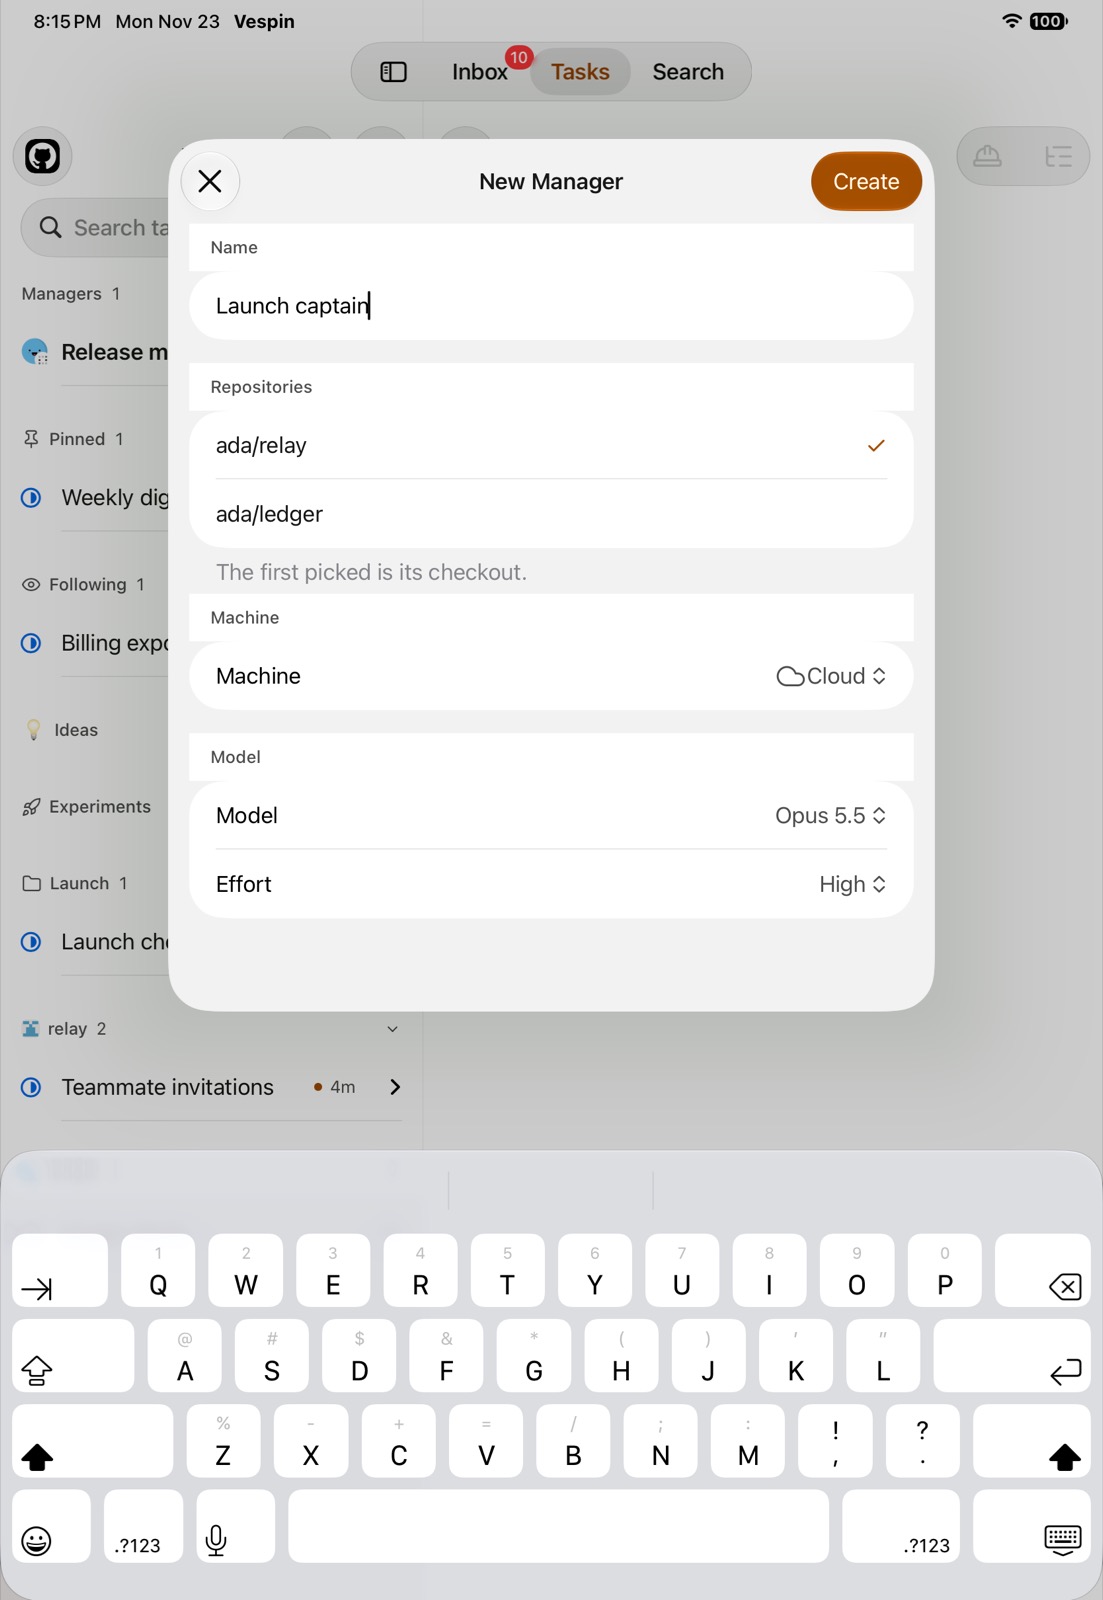 8:15 PM Mon Nov 23 Vespin
100
Inbox 10 Tasks Search
New Manager
Create
Search ta
Name
Launch captain
Managers 1
Release m
Repositories
ada/relay
ada/ledger
The first picked is its checkout.
Pinned 1
Weekly dig
Following 1
Billing expo
Machine
Machine
Cloud
Ideas
Model
Model
Opus 5.5
Effort
High
Experiments
Launch 1
Launch che
relay 2
Teammate invitations
4m
1 2 3 4 5 6 7 8 9 0
Q W E R T Y U I O P
@ # $ & * ( ) ' "
A S D F G H J K L
% - + = / ; : ! ?
Z X C V B N M , .
.?123 .?123